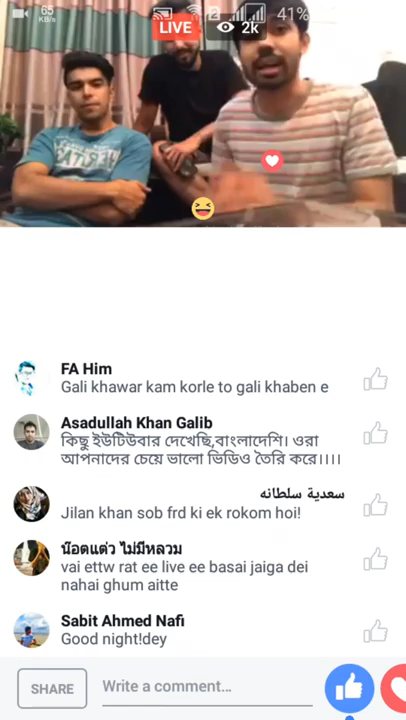 65
KB/s
2
41%
LIVE
2k
FA Him
Gali khawar kam korle to gali khaben e
Asadullah Khan Galib
কিছু ইউটিউবার দেখেছি,বাংলাদেশি। ওরা
আপনাদের চেয়ে ভালো ভিডিও তৈরি করে।।।।
سعدية سلطانه
Jilan khan sob frd ki ek rokom hoi!
น๊อตแต่ว ไม่มีหลวม
vai ettw rat ee live ee basai jaiga dei
nahai ghum aitte
Sabit Ahmed Nafi
Good night!dey
SHARE
Write a comment...